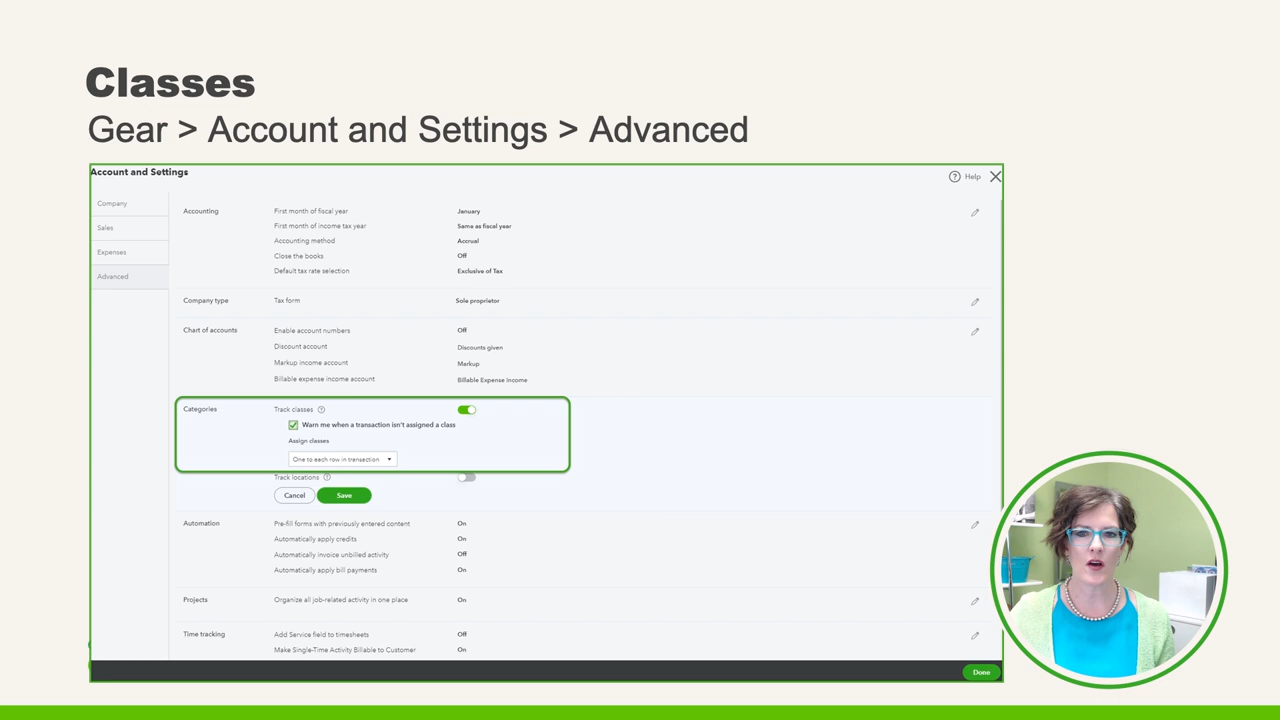 Classes
Gear > Account and Settings > Advanced
Account and Settings
Help
Company
Sales
Expenses
Advanced
Accounting
First month of fiscal year January
First month of income tax year Same as fiscal year
Accounting method Accrual
Close the books Off
Default tax rate selection Exclusive of Tax
Company type Tax form Sole proprietor
Chart of accounts Enable account numbers Off
Discount account Discounts given
Markup income account Markup
Billable expense income account Billable Expense Income
Categories Track classes
Warn me when a transaction isn't assigned a class
Assign classes
One to each row in transaction
Track locations
Cancel Save
Automation Pre-fill forms with previously entered content On
Automatically apply credits On
Automatically invoice unbilled activity Off
Automatically apply bill payments On
Projects Organize all job-related activity in one place On
Time tracking Add Service field to timesheets Off
Make Single-Time Activity Billable to Customer On
Done